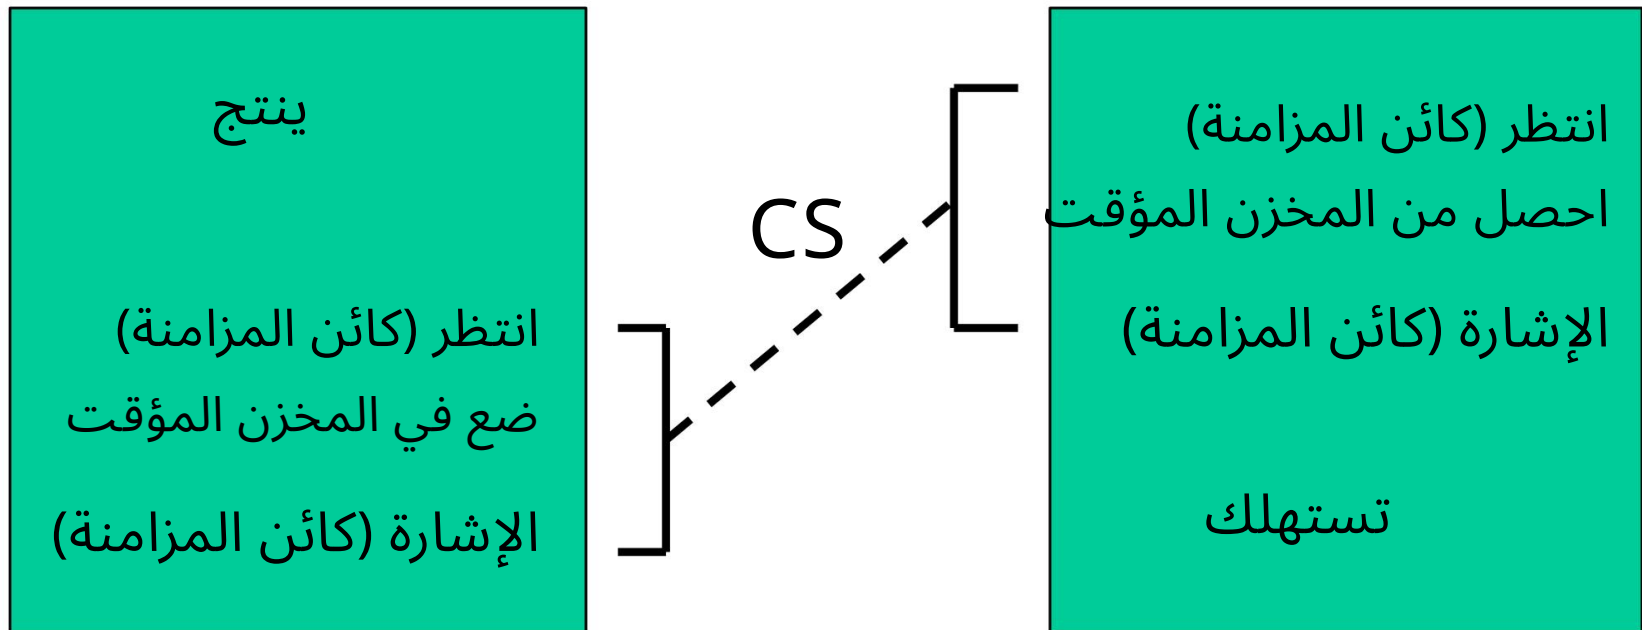 ينتج
انتظر (كائن المزامنة)
ضع في المخزن المؤقت
الإشارة (كائن المزامنة)
CS
انتظر (كائن المزامنة)
احصل من المخزن المؤقت
الإشارة (كائن المزامنة)
تستهلك